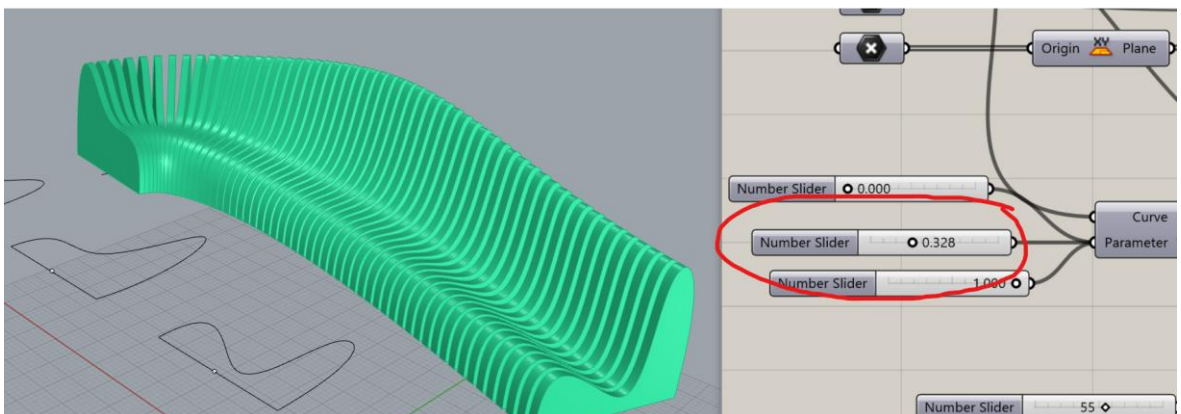 Origin XY Plane
Number Slider 0.000
Curve
Number Slider 0.328
Parameter
Number Slider 1.000
Number Slider 55